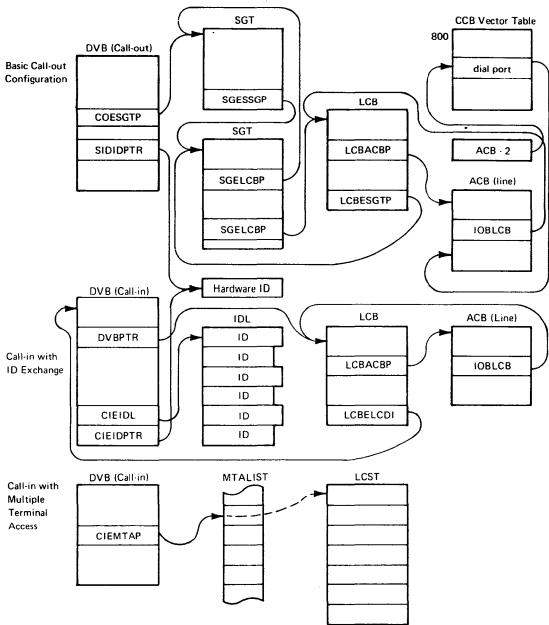 Basic Call-out
Configuration
DVB (Call-out)
COESGTP
SIDIDPTR
SGT
SGESSGP
SGT
SGELCBP
SGELCBP
LCB
LCBACBP
LCBESGTP
CCB Vector Table
800
dial port
ACB - 2
ACB (line)
IOBLCB
Call-in with
ID Exchange
DVB (Call-in)
DVBPTR
CIEIDL
CIEIDPTR
Hardware ID
IDL
ID
ID
ID
ID
ID
ID
LCB
LCBACBP
LCBELCDI
ACB (Line)
IOBLCB
Call-in with
Multiple
Terminal
Access
DVB (Call-in)
CIEMTAP
MTALIST
LCST